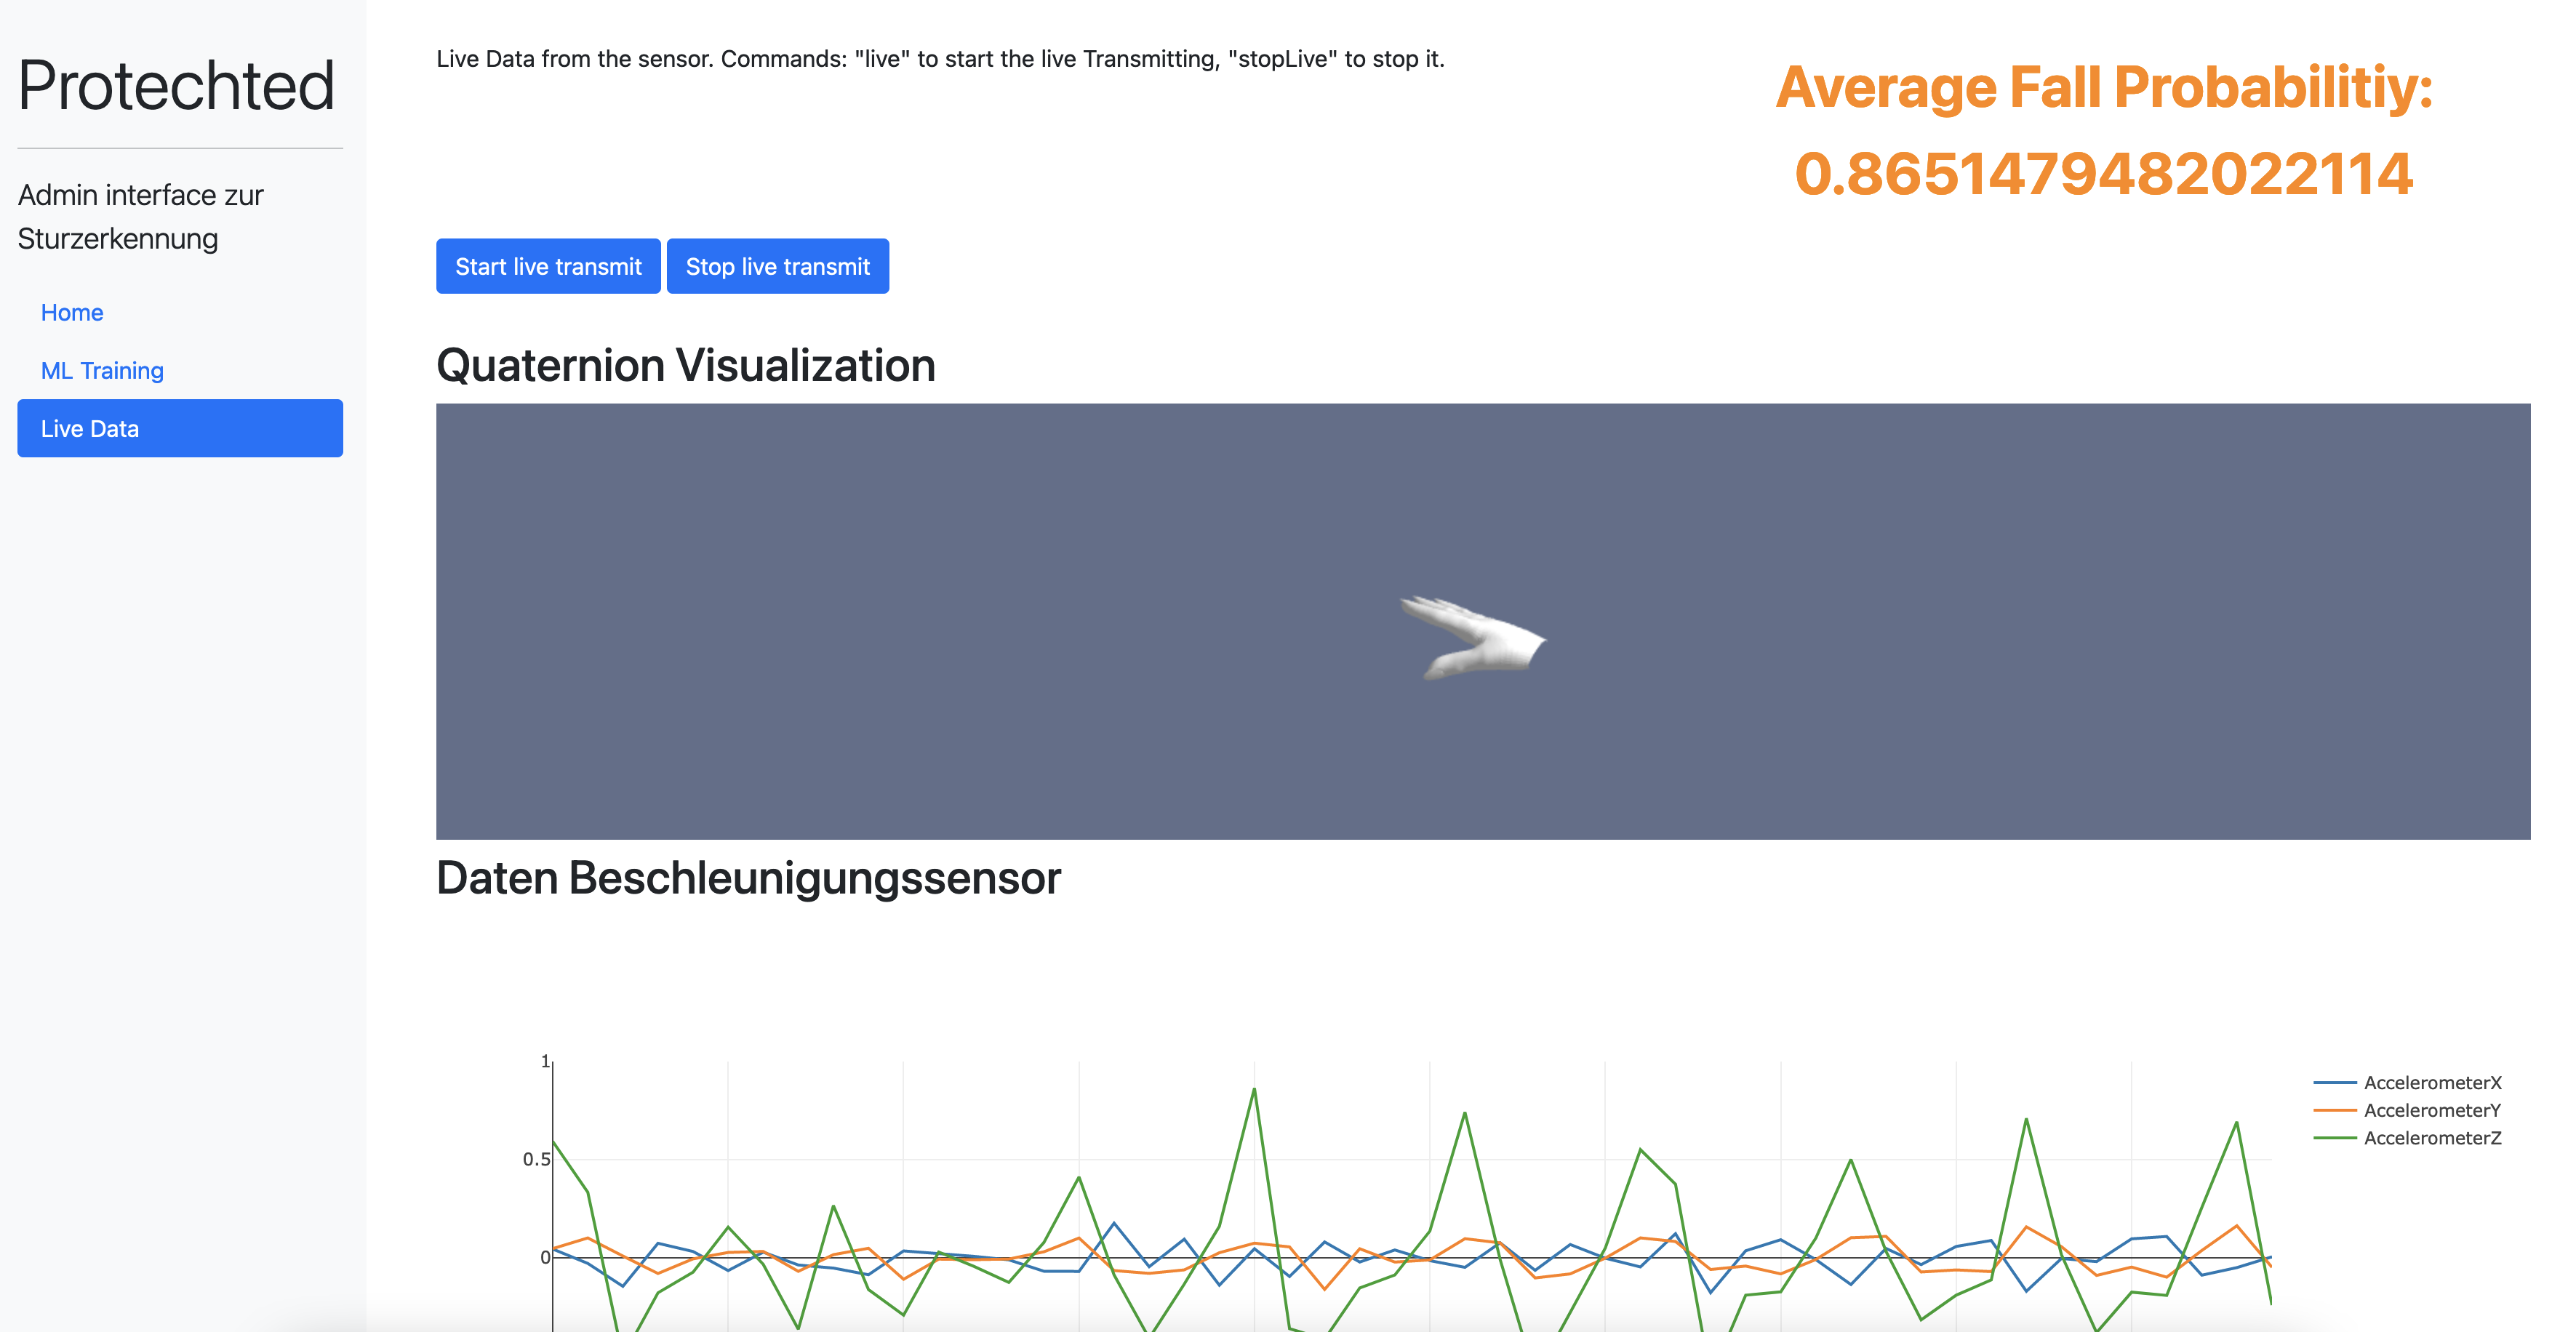 Protechted
Admin interface zur
Sturzerkennung
Home
ML Training
Live Data
Live Data from the sensor. Commands: "live" to start the live Transmitting, "stopLive" to stop it.
Average Fall Probabilitiy:
0.8651479482022114
Start live transmit
Stop live transmit
Quaternion Visualization
Daten Beschleunigungssensor
1
0.5
0
AccelerometerX
AccelerometerY
AccelerometerZ